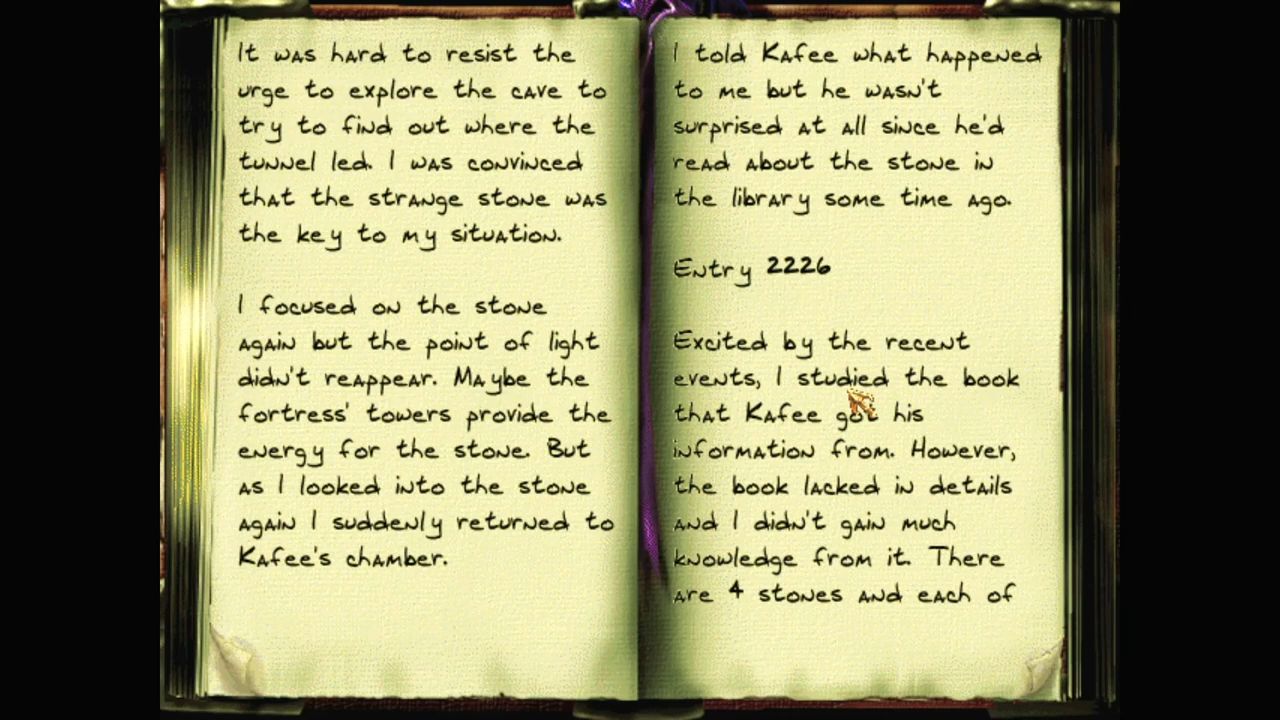 It was hard to resist the
urge to explore the cave to
try to find out where the
tunnel led. I was convinced
that the strange stone was
the key to my situation.
I focused on the stone
again but the point of light
didn't reappear. Maybe the
fortress' towers provide the
energy for the stone. But
as I looked into the stone
again I suddenly returned to
Kafee's chamber.
I told Kafee what happened
to me but he wasn't
surprised at all since he'd
read about the stone in
the library some time ago.
Entry 2226
Excited by the recent
events, I studied the book
that Kafee got his
information from. However,
the book lacked in details
and I didn't gain much
knowledge from it. There
are 4 stones and each of